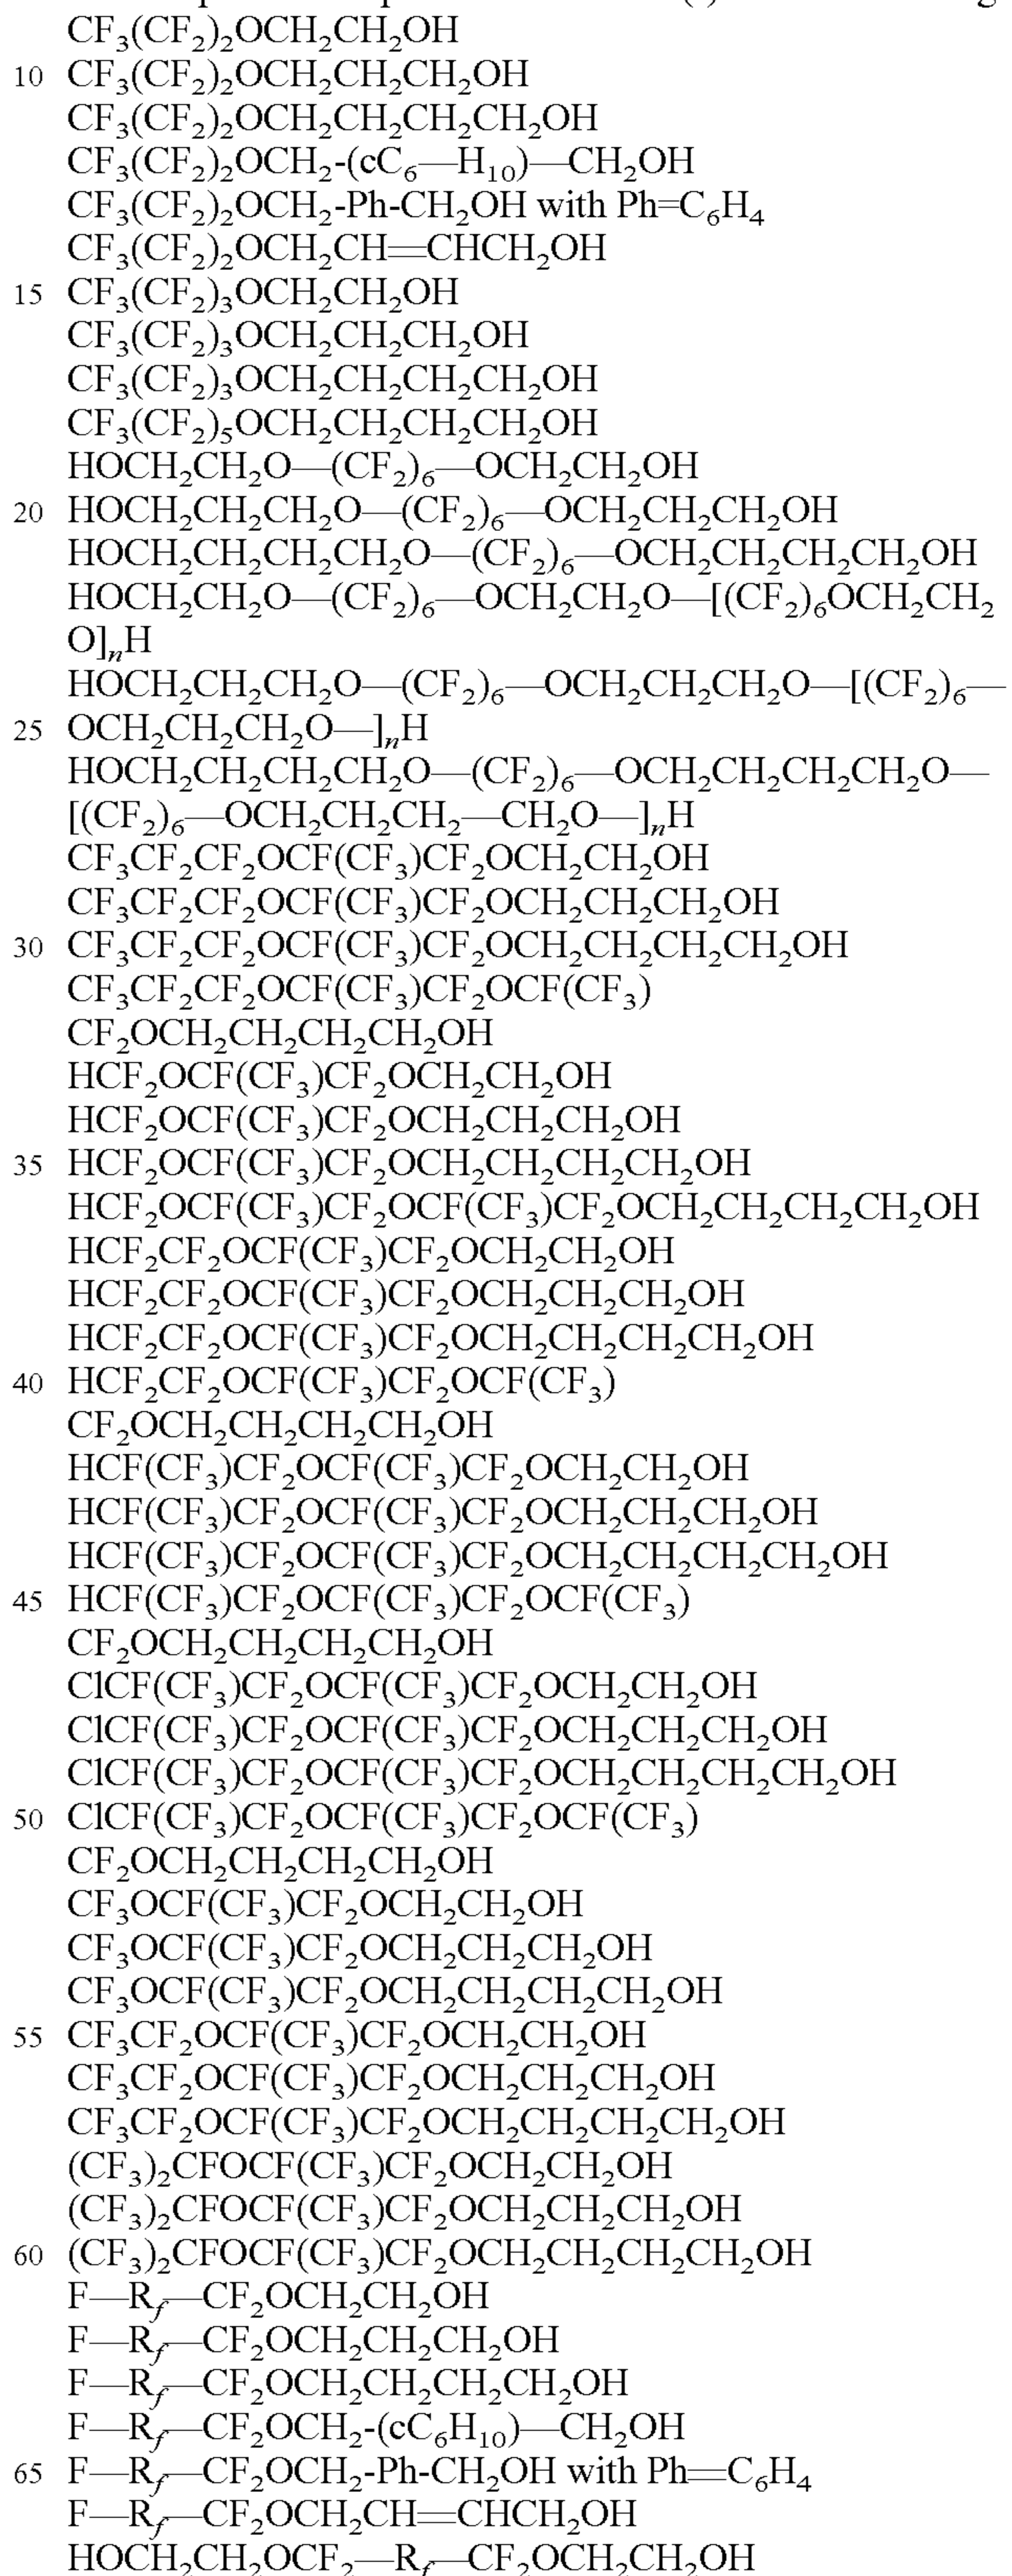 CF₃(CF₂)₂OCH₂CH₂OH
10 CF₃(CF₂)₂OCH₂CH₂CH₂OH
CF₃(CF₂)₂OCH₂CH₂CH₂CH₂OH
CF₃(CF₂)₂OCH₂-(cC₆—H₁₀)—CH₂OH
CF₃(CF₂)₂OCH₂-Ph-CH₂OH with Ph=C₆H₄
CF₃(CF₂)₂OCH₂CH=CHCH₂OH
15 CF₃(CF₂)₃OCH₂CH₂OH
CF₃(CF₂)₃OCH₂CH₂CH₂OH
CF₃(CF₂)₃OCH₂CH₂CH₂CH₂OH
CF₃(CF₂)₅OCH₂CH₂CH₂CH₂OH
HOCH₂CH₂O—(CF₂)₆—OCH₂CH₂OH
20 HOCH₂CH₂CH₂O—(CF₂)₆—OCH₂CH₂CH₂OH
HOCH₂CH₂CH₂CH₂O—(CF₂)₆—OCH₂CH₂CH₂CH₂OH
HOCH₂CH₂O—(CF₂)₆—OCH₂CH₂O—[(CF₂)₆OCH₂CH₂
O]ₙH
HOCH₂CH₂CH₂O—(CF₂)₆—OCH₂CH₂CH₂O—[(CF₂)₆—
25 OCH₂CH₂CH₂O—]ₙH
HOCH₂CH₂CH₂CH₂O—(CF₂)₆—OCH₂CH₂CH₂CH₂O—
[(CF₂)₆—OCH₂CH₂CH₂—CH₂O—]ₙH
CF₃CF₂CF₂OCF(CF₃)CF₂OCH₂CH₂OH
CF₃CF₂CF₂OCF(CF₃)CF₂OCH₂CH₂CH₂OH
30 CF₃CF₂CF₂OCF(CF₃)CF₂OCH₂CH₂CH₂CH₂OH
CF₃CF₂CF₂OCF(CF₃)CF₂OCF(CF₃)
CF₂OCH₂CH₂CH₂CH₂OH
HCF₂OCF(CF₃)CF₂OCH₂CH₂OH
HCF₂OCF(CF₃)CF₂OCH₂CH₂CH₂OH
35 HCF₂OCF(CF₃)CF₂OCH₂CH₂CH₂CH₂OH
HCF₂OCF(CF₃)CF₂OCF(CF₃)CF₂OCH₂CH₂CH₂CH₂OH
HCF₂CF₂OCF(CF₃)CF₂OCH₂CH₂OH
HCF₂CF₂OCF(CF₃)CF₂OCH₂CH₂CH₂OH
HCF₂CF₂OCF(CF₃)CF₂OCH₂CH₂CH₂CH₂OH
40 HCF₂CF₂OCF(CF₃)CF₂OCF(CF₃)
CF₂OCH₂CH₂CH₂CH₂OH
HCF(CF₃)CF₂OCF(CF₃)CF₂OCH₂CH₂OH
HCF(CF₃)CF₂OCF(CF₃)CF₂OCH₂CH₂CH₂OH
HCF(CF₃)CF₂OCF(CF₃)CF₂OCH₂CH₂CH₂CH₂OH
45 HCF(CF₃)CF₂OCF(CF₃)CF₂OCF(CF₃)
CF₂OCH₂CH₂CH₂CH₂OH
ClCF(CF₃)CF₂OCF(CF₃)CF₂OCH₂CH₂OH
ClCF(CF₃)CF₂OCF(CF₃)CF₂OCH₂CH₂CH₂OH
ClCF(CF₃)CF₂OCF(CF₃)CF₂OCH₂CH₂CH₂CH₂OH
50 ClCF(CF₃)CF₂OCF(CF₃)CF₂OCF(CF₃)
CF₂OCH₂CH₂CH₂CH₂OH
CF₃OCF(CF₃)CF₂OCH₂CH₂OH
CF₃OCF(CF₃)CF₂OCH₂CH₂CH₂OH
CF₃OCF(CF₃)CF₂OCH₂CH₂CH₂CH₂OH
55 CF₃CF₂OCF(CF₃)CF₂OCH₂CH₂OH
CF₃CF₂OCF(CF₃)CF₂OCH₂CH₂CH₂OH
CF₃CF₂OCF(CF₃)CF₂OCH₂CH₂CH₂CH₂OH
(CF₃)₂CFOCF(CF₃)CF₂OCH₂CH₂OH
(CF₃)₂CFOCF(CF₃)CF₂OCH₂CH₂CH₂OH
60 (CF₃)₂CFOCF(CF₃)CF₂OCH₂CH₂CH₂CH₂OH
F—R_f—CF₂OCH₂CH₂OH
F—R_f—CF₂OCH₂CH₂CH₂OH
F—R_f—CF₂OCH₂CH₂CH₂CH₂OH
F—R_f—CF₂OCH₂-(cC₆H₁₀)—CH₂OH
65 F—R_f—CF₂OCH₂-Ph-CH₂OH with Ph=C₆H₄
F—R_f—CF₂OCH₂CH=CHCH₂OH
HOCH₂CH₂OCF₂—R_f—CF₂OCH₂CH₂OH